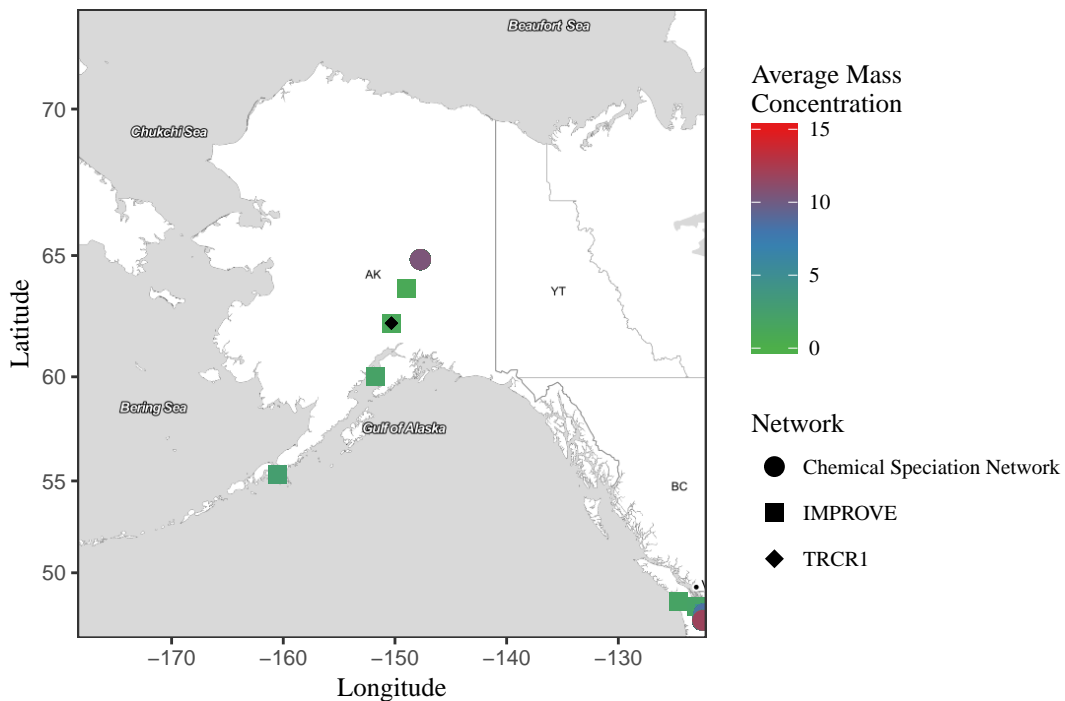 Beaufort Sea
Chukchi Sea
AK
YT
Bering Sea
Gulf of Alaska
BC
70
65
60
55
50
−170
−160
−150
−140
−130
Longitude
Latitude
Average Mass
Concentration
15
10
5
0
Network
Chemical Speciation Network
IMPROVE
TRCR1